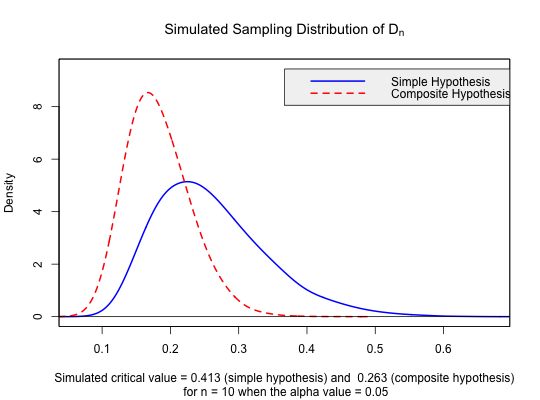 Simulated Sampling Distribution of Dn
Simple Hypothesis
Composite Hypothesis
Density
8
6
4
2
0
0.1 0.2 0.3 0.4 0.5 0.6
Simulated critical value = 0.413 (simple hypothesis) and 0.263 (composite hypothesis)
for n = 10 when the alpha value = 0.05